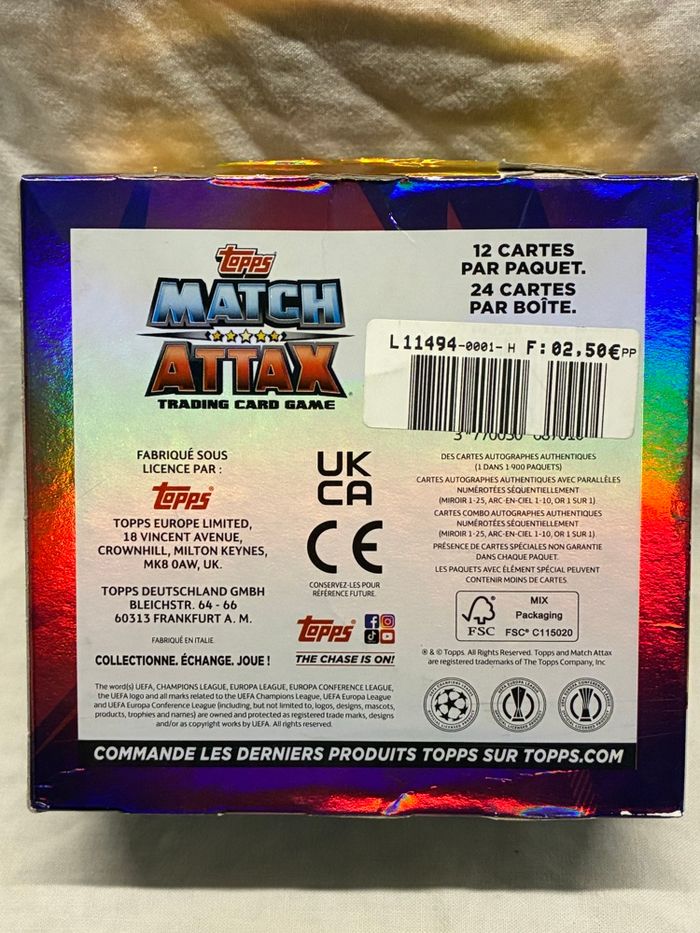 TOPPS
MATCH
ATTAX
TRADING CARD GAME
12 CARTES
PAR PAQUET.
24 CARTES
PAR BOÎTE.
L11494-0001-H F:02,50€PP
FABRIQUÉ SOUS
LICENCE PAR :
TOPPS
TOPPS EUROPE LIMITED,
18 VINCENT AVENUE,
CROWNHILL, MILTON KEYNES,
MK8 0AW, UK.
TOPPS DEUTSCHLAND GMBH
BLEICHSTR. 64 - 66
60313 FRANKFURT A. M.
FABRIQUÉ EN ITALIE
COLLECTIONNE. ÉCHANGE. JOUE !
UK
CA
CE
CONSERVEZ-LES POUR
RÉFÉRENCE FUTURE.
TOPPS
THE CHASE IS ON!
DES CARTES AUTOGRAPHES AUTHENTIQUES
(1 DANS 1 900 PAQUETS)
CARTES AUTOGRAPHES AUTHENTIQUES AVEC PARALLÈLES
NUMÉROTÉES SÉQUENTIELLEMENT
(MIROIR 1-25, ARC-EN-CIEL 1-10, OR 1 SUR 1).
CARTES COMBO AUTOGRAPHES AUTHENTIQUES
NUMÉROTÉES SÉQUENTIELLEMENT
(MIROIR 1-25, ARC-EN-CIEL 1-10, OR 1 SUR 1).
PRÉSENCE DE CARTES SPÉCIALES NON GARANTIE
DANS CHAQUE PAQUET.
LES PAQUETS AVEC ÉLÉMENT SPÉCIAL PEUVENT
CONTENIR MOINS DE CARTES.
FSC
MIX
Packaging
FSC® C115020
® & © Topps. All Rights Reserved. Topps and Match Attax
are registered trademarks of The Topps Company, Inc
The word(s) UEFA, CHAMPIONS LEAGUE, EUROPA LEAGUE, EUROPA CONFERENCE LEAGUE,
the UEFA logo and all marks related to the UEFA Champions League, UEFA Europa League
and UEFA Europa Conference League (including, but not limited to, logos, designs, mascots,
products, trophies and names) are owned and protected as registered trade marks, designs
and/or as copyright works by UEFA. All rights reserved.
COMMANDE LES DERNIERS PRODUITS TOPPS SUR TOPPS.COM